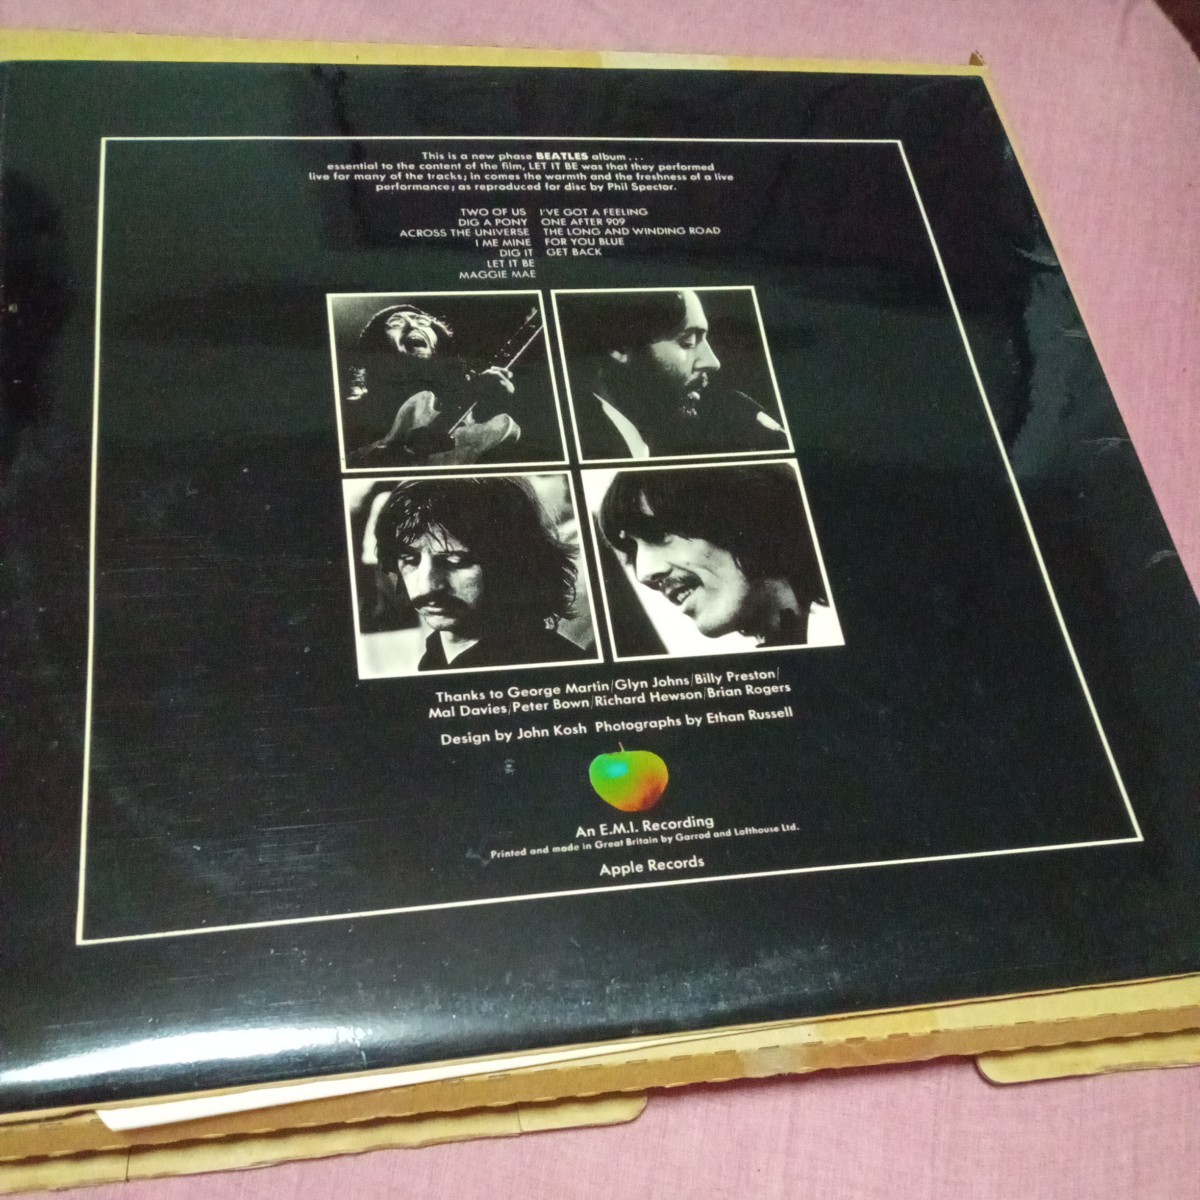 This is a new phase BEATLES album . . .
essential to the content of the film, LET IT BE was that they performed
live for many of the tracks; in comes the warmth and the freshness of a live
performance; as reproduced for disc by Phil Spector.
TWO OF US I'VE GOT A FEELING
DIG A PONY ONE AFTER 909
ACROSS THE UNIVERSE THE LONG AND WINDING ROAD
I ME MINE FOR YOU BLUE
DIG IT GET BACK
LET IT BE
MAGGIE MAE
Thanks to George Martin/Glyn Johns/Billy Preston/
Mal Davies/Peter Bown/Richard Hewson/Brian Rogers
Design by John Kosh Photographs by Ethan Russell
An E.M.I. Recording
Printed and made in Great Britain by Garrod and Lofthouse Ltd.
Apple Records